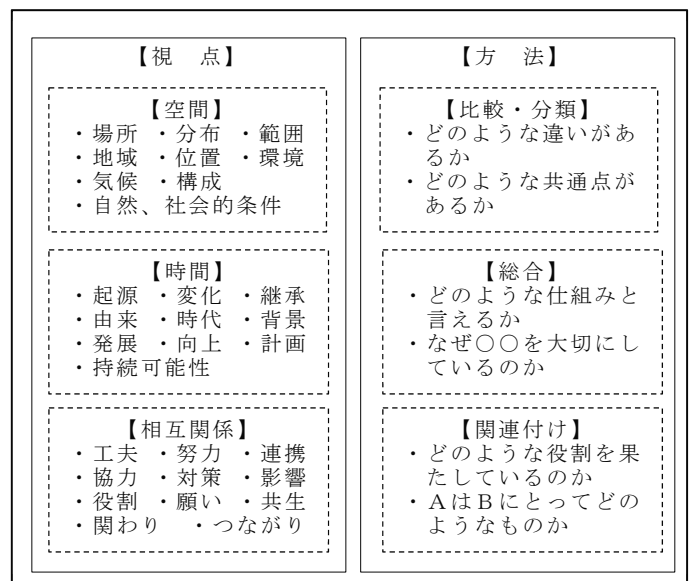 【視 点】
【空間】
・場所 ・分布 ・範囲
・地域 ・位置 ・環境
・気候 ・構成
・自然、社会的条件
【時間】
・起源 ・変化 ・継承
・由来 ・時代 ・背景
・発展 ・向上 ・計画
・持続可能性
【相互関係】
・工夫 ・努力 ・連携
・協力 ・対策 ・影響
・役割 ・願い ・共生
・関わり ・つながり
【方 法】
【比較・分類】
・どのような違いがあ
るか
・どのような共通点が
あるか
【総合】
・どのような仕組みと
言えるか
・なぜ〇〇を大切にし
ているのか
【関連付け】
・どのような役割を果
たしているのか
・AはBにとってどの
ようなものか